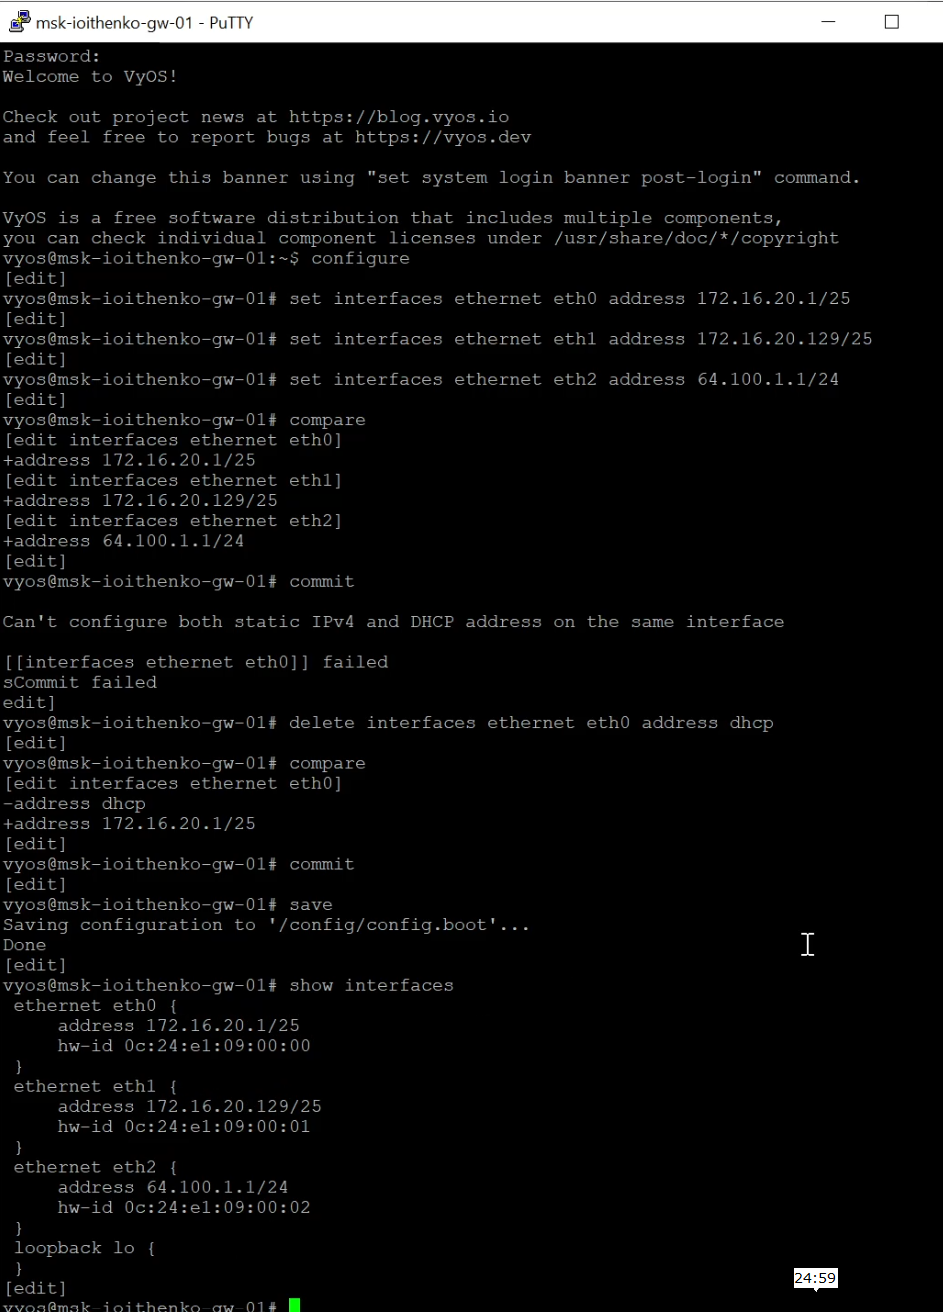 msk-ioithenko-gw-01 - PuTTY
Password:
Welcome to VyOS!
Check out project news at https://blog.vyos.io
and feel free to report bugs at https://vyos.dev
You can change this banner using "set system login banner post-login" command.
VyOS is a free software distribution that includes multiple components,
you can check individual component licenses under /usr/share/doc/*/copyright
vyos@msk-ioithenko-gw-01:~$ configure
[edit]
vyos@msk-ioithenko-gw-01# set interfaces ethernet eth0 address 172.16.20.1/25
[edit]
vyos@msk-ioithenko-gw-01# set interfaces ethernet eth1 address 172.16.20.129/25
[edit]
vyos@msk-ioithenko-gw-01# set interfaces ethernet eth2 address 64.100.1.1/24
[edit]
vyos@msk-ioithenko-gw-01# compare
[edit interfaces ethernet eth0]
+address 172.16.20.1/25
[edit interfaces ethernet eth1]
+address 172.16.20.129/25
[edit interfaces ethernet eth2]
+address 64.100.1.1/24
[edit]
vyos@msk-ioithenko-gw-01# commit
Can't configure both static IPv4 and DHCP address on the same interface
[[interfaces ethernet eth0]] failed
sCommit failed
edit]
vyos@msk-ioithenko-gw-01# delete interfaces ethernet eth0 address dhcp
[edit]
vyos@msk-ioithenko-gw-01# compare
[edit interfaces ethernet eth0]
-address dhcp
+address 172.16.20.1/25
[edit]
vyos@msk-ioithenko-gw-01# commit
[edit]
vyos@msk-ioithenko-gw-01# save
Saving configuration to '/config/config.boot'...
Done
[edit]
vyos@msk-ioithenko-gw-01# show interfaces
ethernet eth0 {
address 172.16.20.1/25
hw-id 0c:24:e1:09:00:00
}
ethernet eth1 {
address 172.16.20.129/25
hw-id 0c:24:e1:09:00:01
}
ethernet eth2 {
address 64.100.1.1/24
hw-id 0c:24:e1:09:00:02
}
loopback lo {
}
[edit]
24:59
vyos@msk-ioithenko-gw-01#